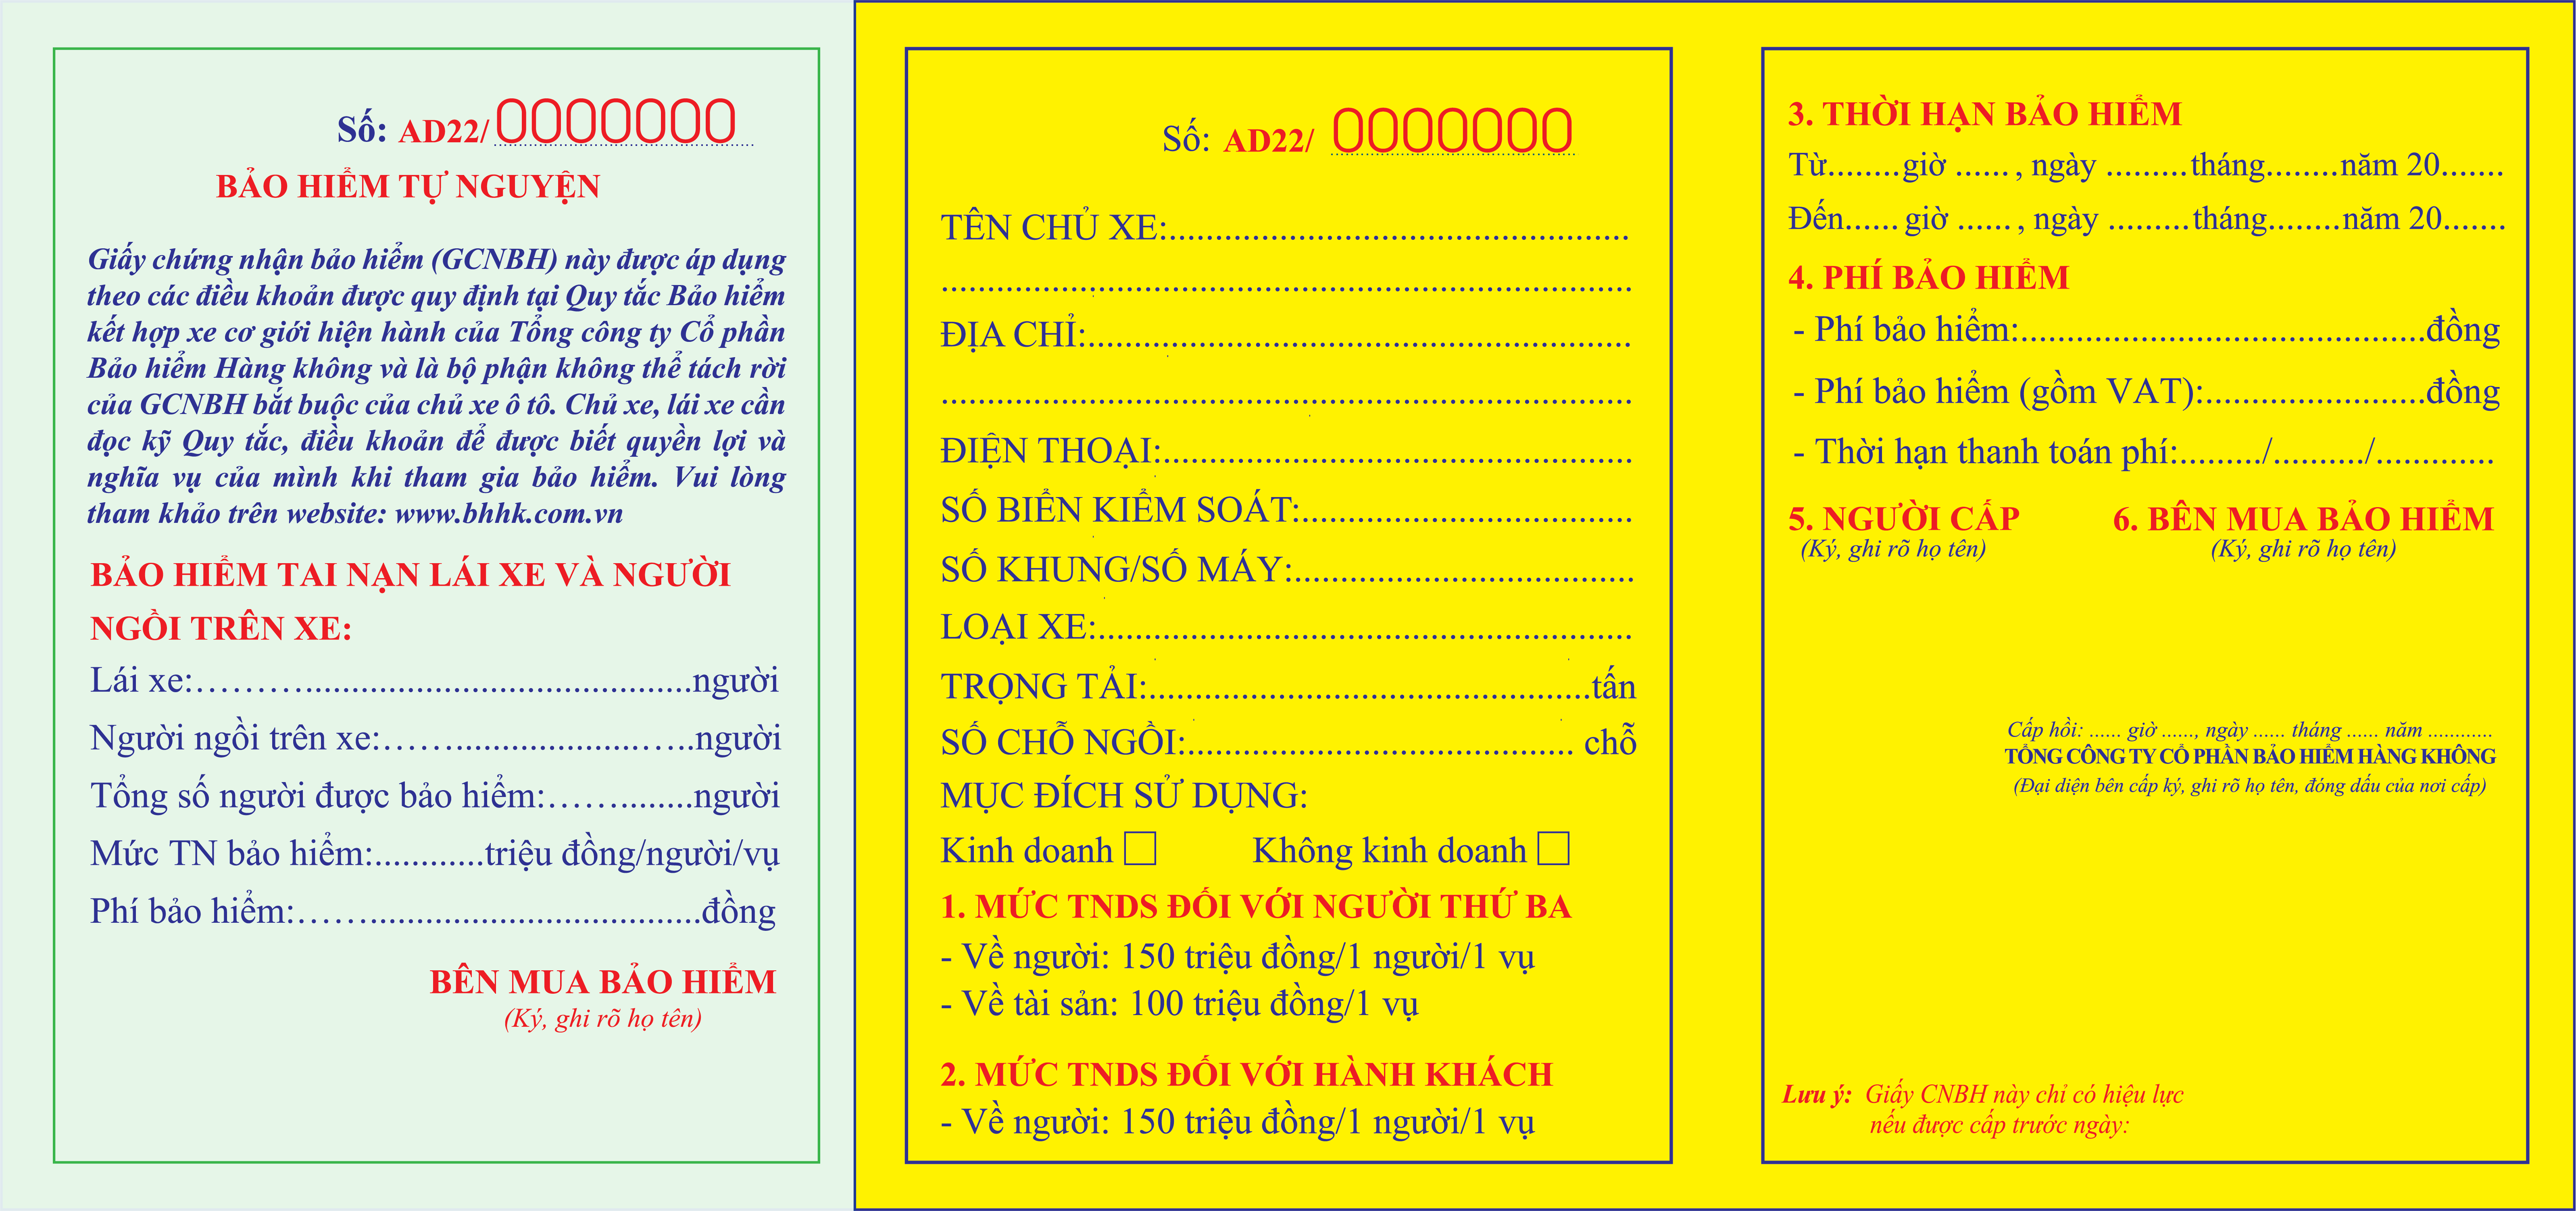 Số: AD22/0000000
BẢO HIỂM TỰ NGUYỆN
Giấy chứng nhận bảo hiểm (GCNBH) này được áp dụng
theo các điều khoản được quy định tại Quy tắc Bảo hiểm
kết hợp xe cơ giới hiện hành của Tổng công ty Cổ phần
Bảo hiểm Hàng không và là bộ phận không thể tách rời
của GCNBH bắt buộc của chủ xe ô tô. Chủ xe, lái xe cần
đọc kỹ Quy tắc, điều khoản để được biết quyền lợi và
nghĩa vụ của mình khi tham gia bảo hiểm. Vui lòng
tham khảo trên website: www.bhhk.com.vn
BẢO HIỂM TAI NẠN LÁI XE VÀ NGƯỜI
NGỒI TRÊN XE:
Lái xe:...................................................người
Người ngồi trên xe:..............................người
Tổng số người được bảo hiểm:..............người
Mức TN bảo hiểm:............triệu đồng/người/vụ
Phí bảo hiểm:..........................................đồng
BÊN MUA BẢO HIỂM
(Ký, ghi rõ họ tên)
Số: AD22/ 0000000
TÊN CHỦ XE:..................................................
...........................................................................
ĐỊA CHỈ:...........................................................
...........................................................................
ĐIỆN THOẠI:...................................................
SỐ BIỂN KIỂM SOÁT:....................................
SỐ KHUNG/SỐ MÁY:.....................................
LOẠI XE:..........................................................
TRỌNG TẢI:................................................tấn
SỐ CHỖ NGỒI:.......................................... chỗ
MỤC ĐÍCH SỬ DỤNG:
Kinh doanh □ Không kinh doanh □
1. MỨC TNDS ĐỐI VỚI NGƯỜI THỨ BA
- Về người: 150 triệu đồng/1 người/1 vụ
- Về tài sản: 100 triệu đồng/1 vụ
2. MỨC TNDS ĐỐI VỚI HÀNH KHÁCH
- Về người: 150 triệu đồng/1 người/1 vụ
3. THỜI HẠN BẢO HIỂM
Từ........giờ ...... , ngày .........tháng........năm 20.......
Đến...... giờ ...... , ngày .........tháng........năm 20.......
4. PHÍ BẢO HIỂM
- Phí bảo hiểm:............................................đồng
- Phí bảo hiểm (gồm VAT):........................đồng
- Thời hạn thanh toán phí:........./........../.............
5. NGƯỜI CẤP
(Ký, ghi rõ họ tên)
6. BÊN MUA BẢO HIỂM
(Ký, ghi rõ họ tên)
Cấp hồi: ...... giờ ......, ngày ...... tháng ...... năm ............
TỔNG CÔNG TY CỔ PHẦN BẢO HIỂM HÀNG KHÔNG
(Đại diện bên cấp ký, ghi rõ họ tên, đóng dấu của nơi cấp)
Lưu ý: Giấy CNBH này chỉ có hiệu lực
nếu được cấp trước ngày: